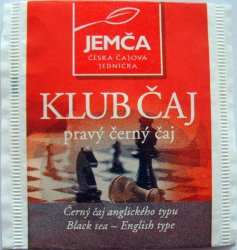 JEMČA
ČESKÁ ČAJOVÁ
JEDNIČKA
KLUB ČAJ
pravý černý čaj
Černý čaj anglického typu
Black tea – English type